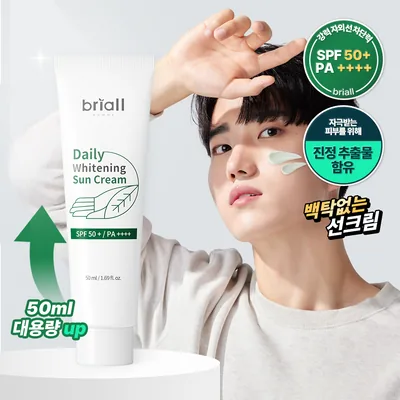 briall
Daily
Whitening
Sun Cream
SPF 50+ / PA ++++
50ml / 1.69fl.oz.
50ml
대용량 up
강력 자외선 차단력
SPF 50+
PA ++++
briall
자극받는
피부를 위해
진정 추출물
함유
백탁없는
선크림